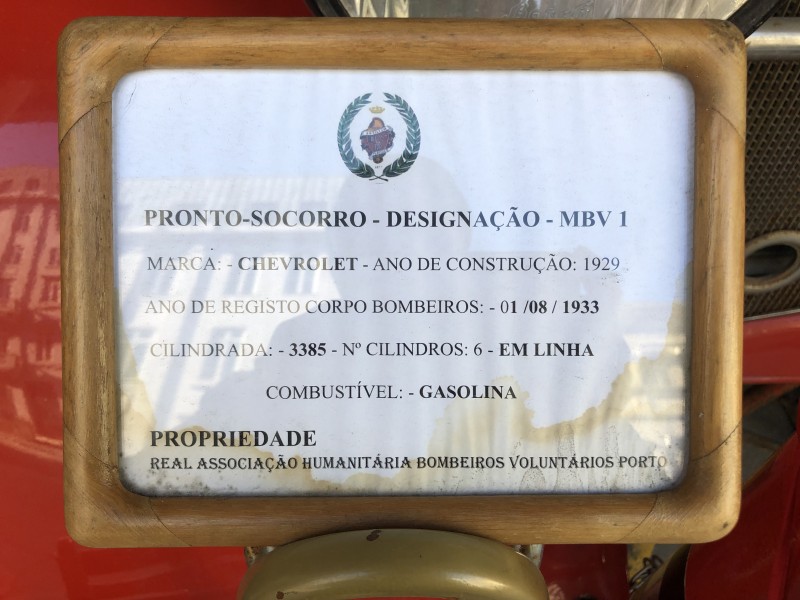 PRONTO-SOCORRO - DESIGNAÇÃO - MBV 1
MARCA: - CHEVROLET - ANO DE CONSTRUÇÃO: 1929
ANO DE REGISTO CORPO BOMBEIROS: - 01 /08 / 1933
CILINDRADA: - 3385 - Nº CILINDROS: 6 - EM LINHA
COMBUSTÍVEL: - GASOLINA
PROPRIEDADE
REAL ASSOCIAÇÃO HUMANITÁRIA BOMBEIROS VOLUNTÁRIOS PORTO